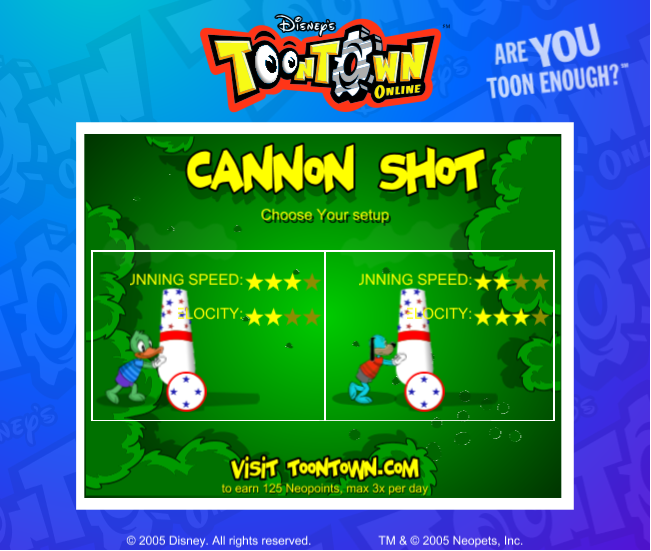 Disney's
TOONTOWN
ONLINE
™
ARE YOU
TOON ENOUGH?™
CANNON SHOT
Choose Your setup
JNNING SPEED:
ELOCITY:
JNNING SPEED:
ELOCITY:
VISIT TOONTOWN.COM
to earn 125 Neopoints, max 3x per day
© 2005 Disney. All rights reserved.
TM & © 2005 Neopets, Inc.